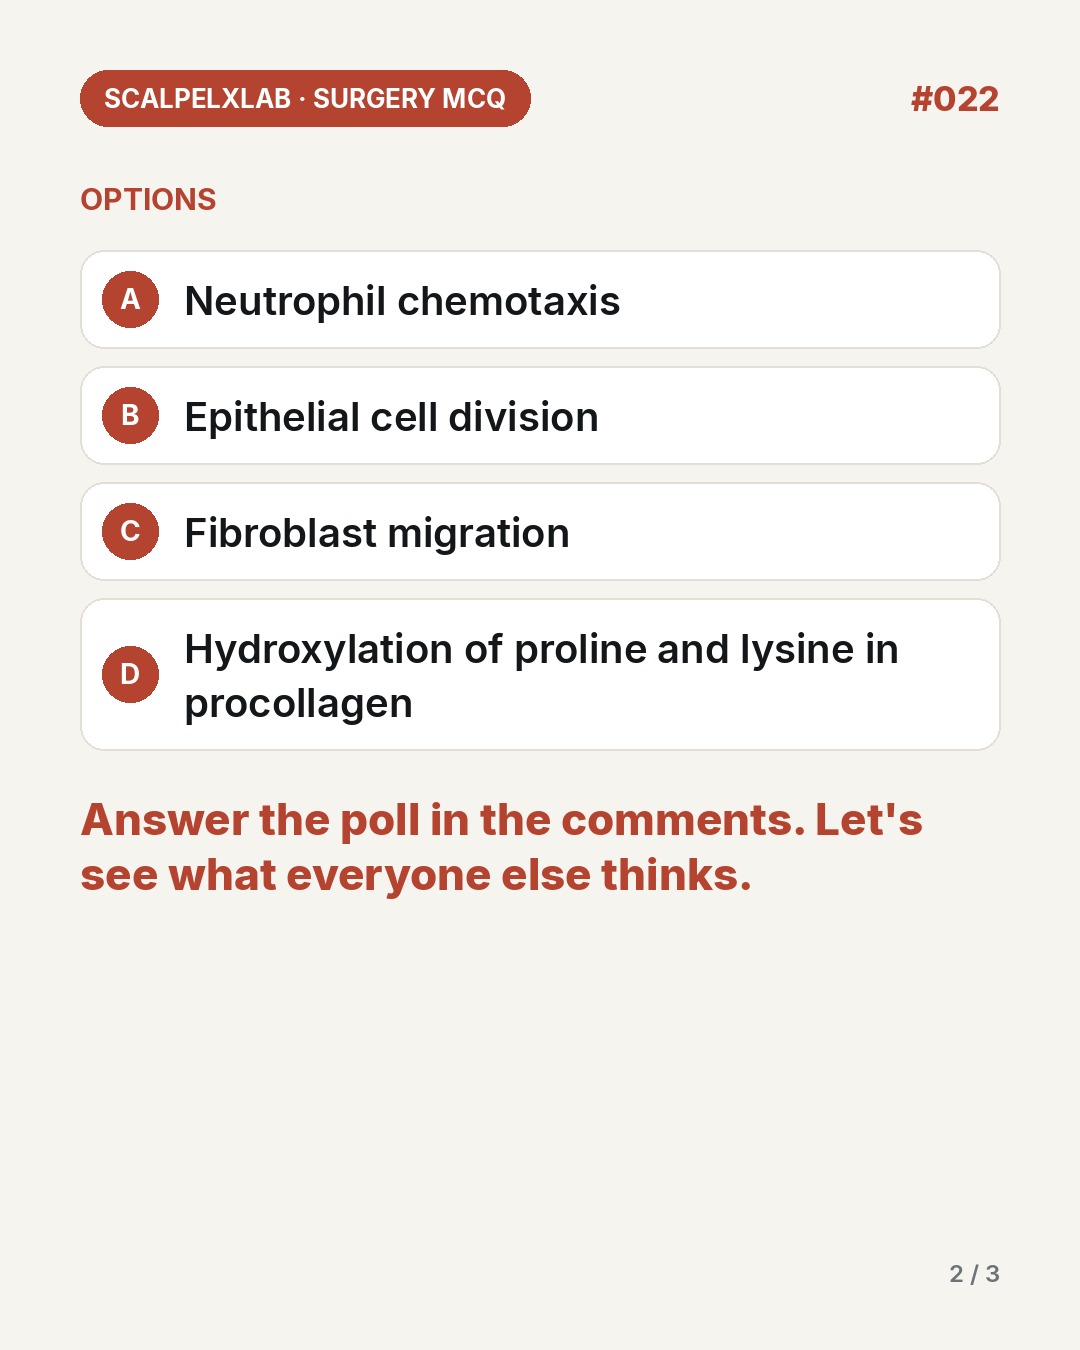 SCALPELXLAB · SURGERY MCQ
#022
OPTIONS
A Neutrophil chemotaxis
B Epithelial cell division
C Fibroblast migration
D Hydroxylation of proline and lysine in
procollagen
Answer the poll in the comments. Let's
see what everyone else thinks.
2 / 3